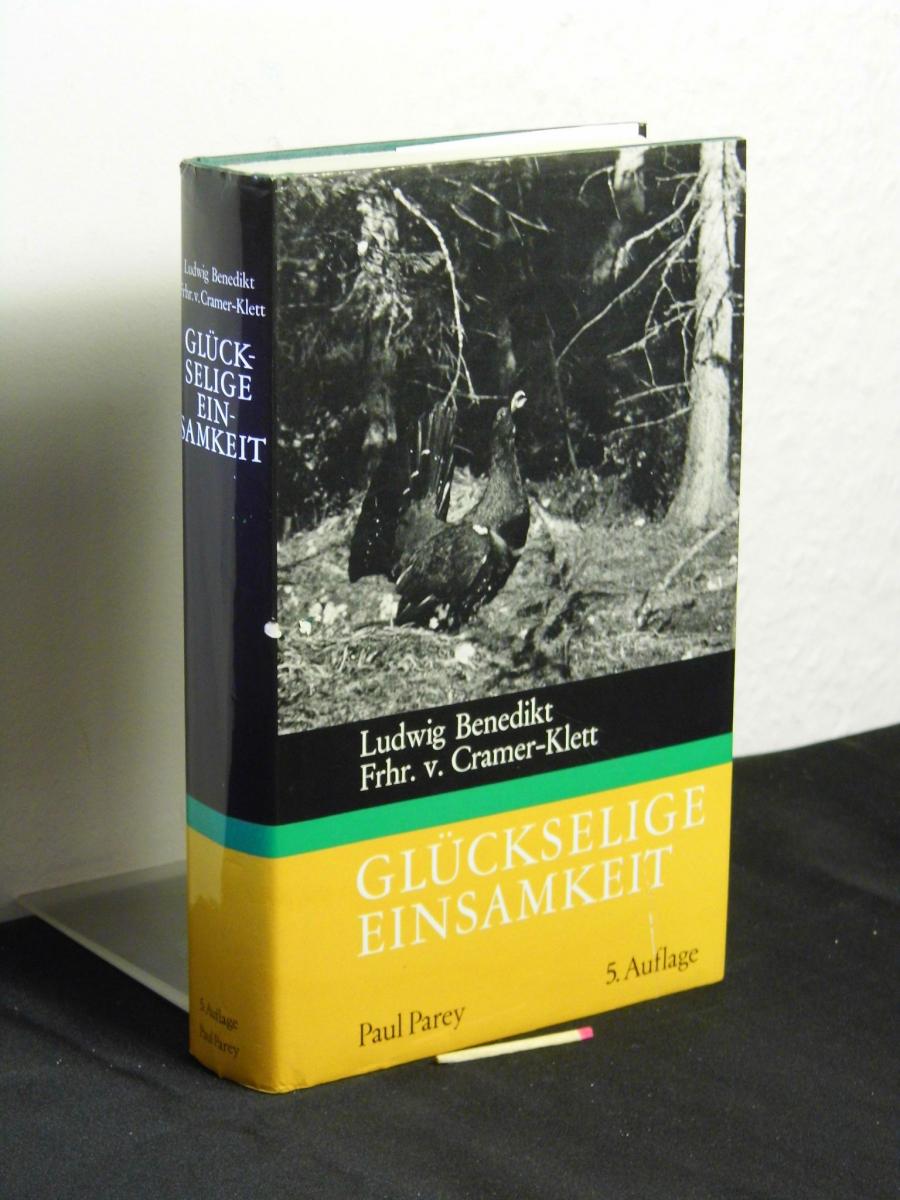 Ludwig Benedikt
Frhr. v. Cramer-Klett
GLÜCK-
SELIGE
EIN-
SAMKEIT
5. Auflage
Paul Parey
Ludwig Benedikt
Frhr. v. Cramer-Klett
GLÜCKSELIGE
EINSAMKEIT
5. Auflage
Paul Parey